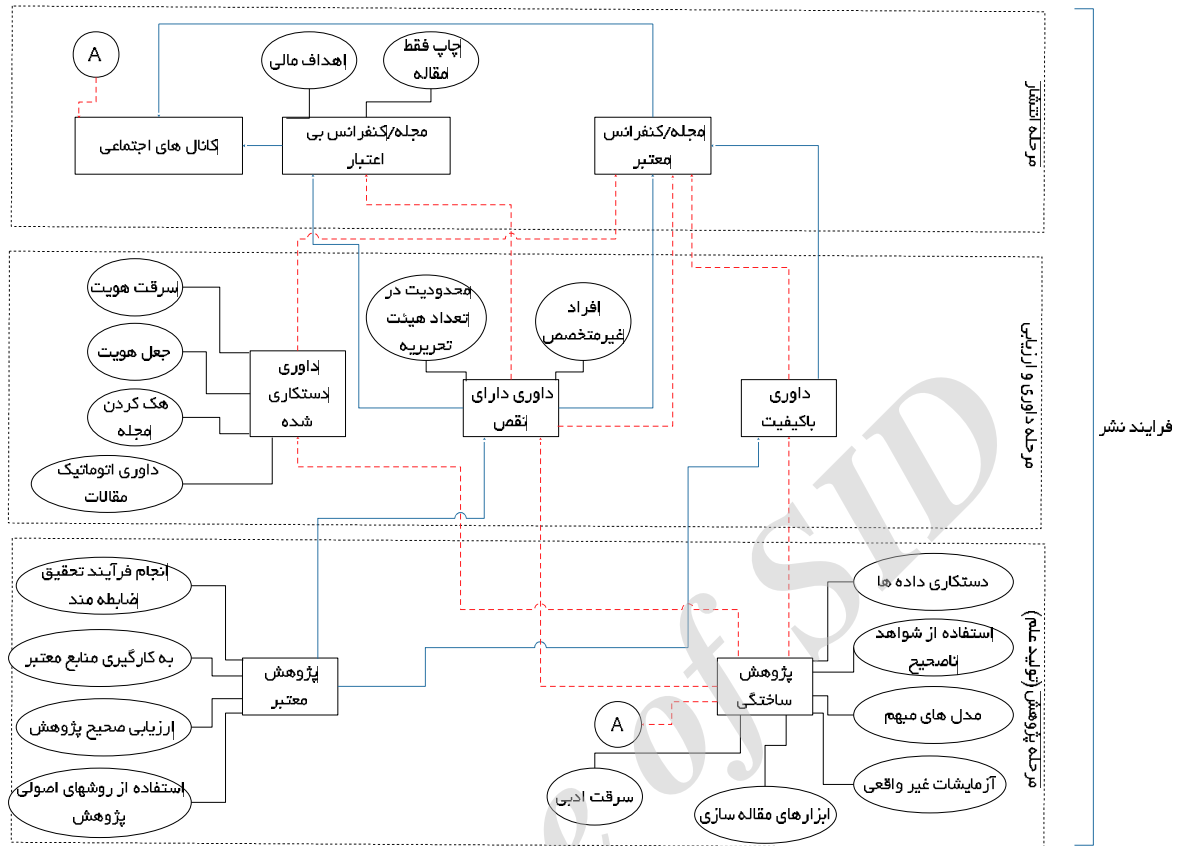 A
اهداف مالی
چاپ فقط
مقاله
کانال های اجتماعی
مجله/کنفرانس بی
اعتبار
مجله/کنفرانس
معتبر
مرحله انتشار
سرقت هویت
جعل هویت
هک کردن
مجله
داوری اتوماتیک
مقالات
داوری
دستکاری
شده
محدودیت در
تعداد هیئت
تحریریه
افراد
غیرمتخصص
داوری دارای
نقص
داوری
باکیفیت
مرحله داوری و ارزیابی
فرایند نشر
انجام فرآیند تحقیق
ضابطه مند
به کارگیری منابع معتبر
ارزیابی صحیح پژوهش
استفاده از روشهای اصولی
پژوهش
پژوهش
معتبر
پژوهش
ساختگی
A
سرقت ادبی
ابزارهای مقاله سازی
دستکاری داده ها
استفاده از شواهد
ناصحیح
مدل های مبهم
آزمایشات غیر واقعی
مرحله پژوهش (تولید علم)
e of SID